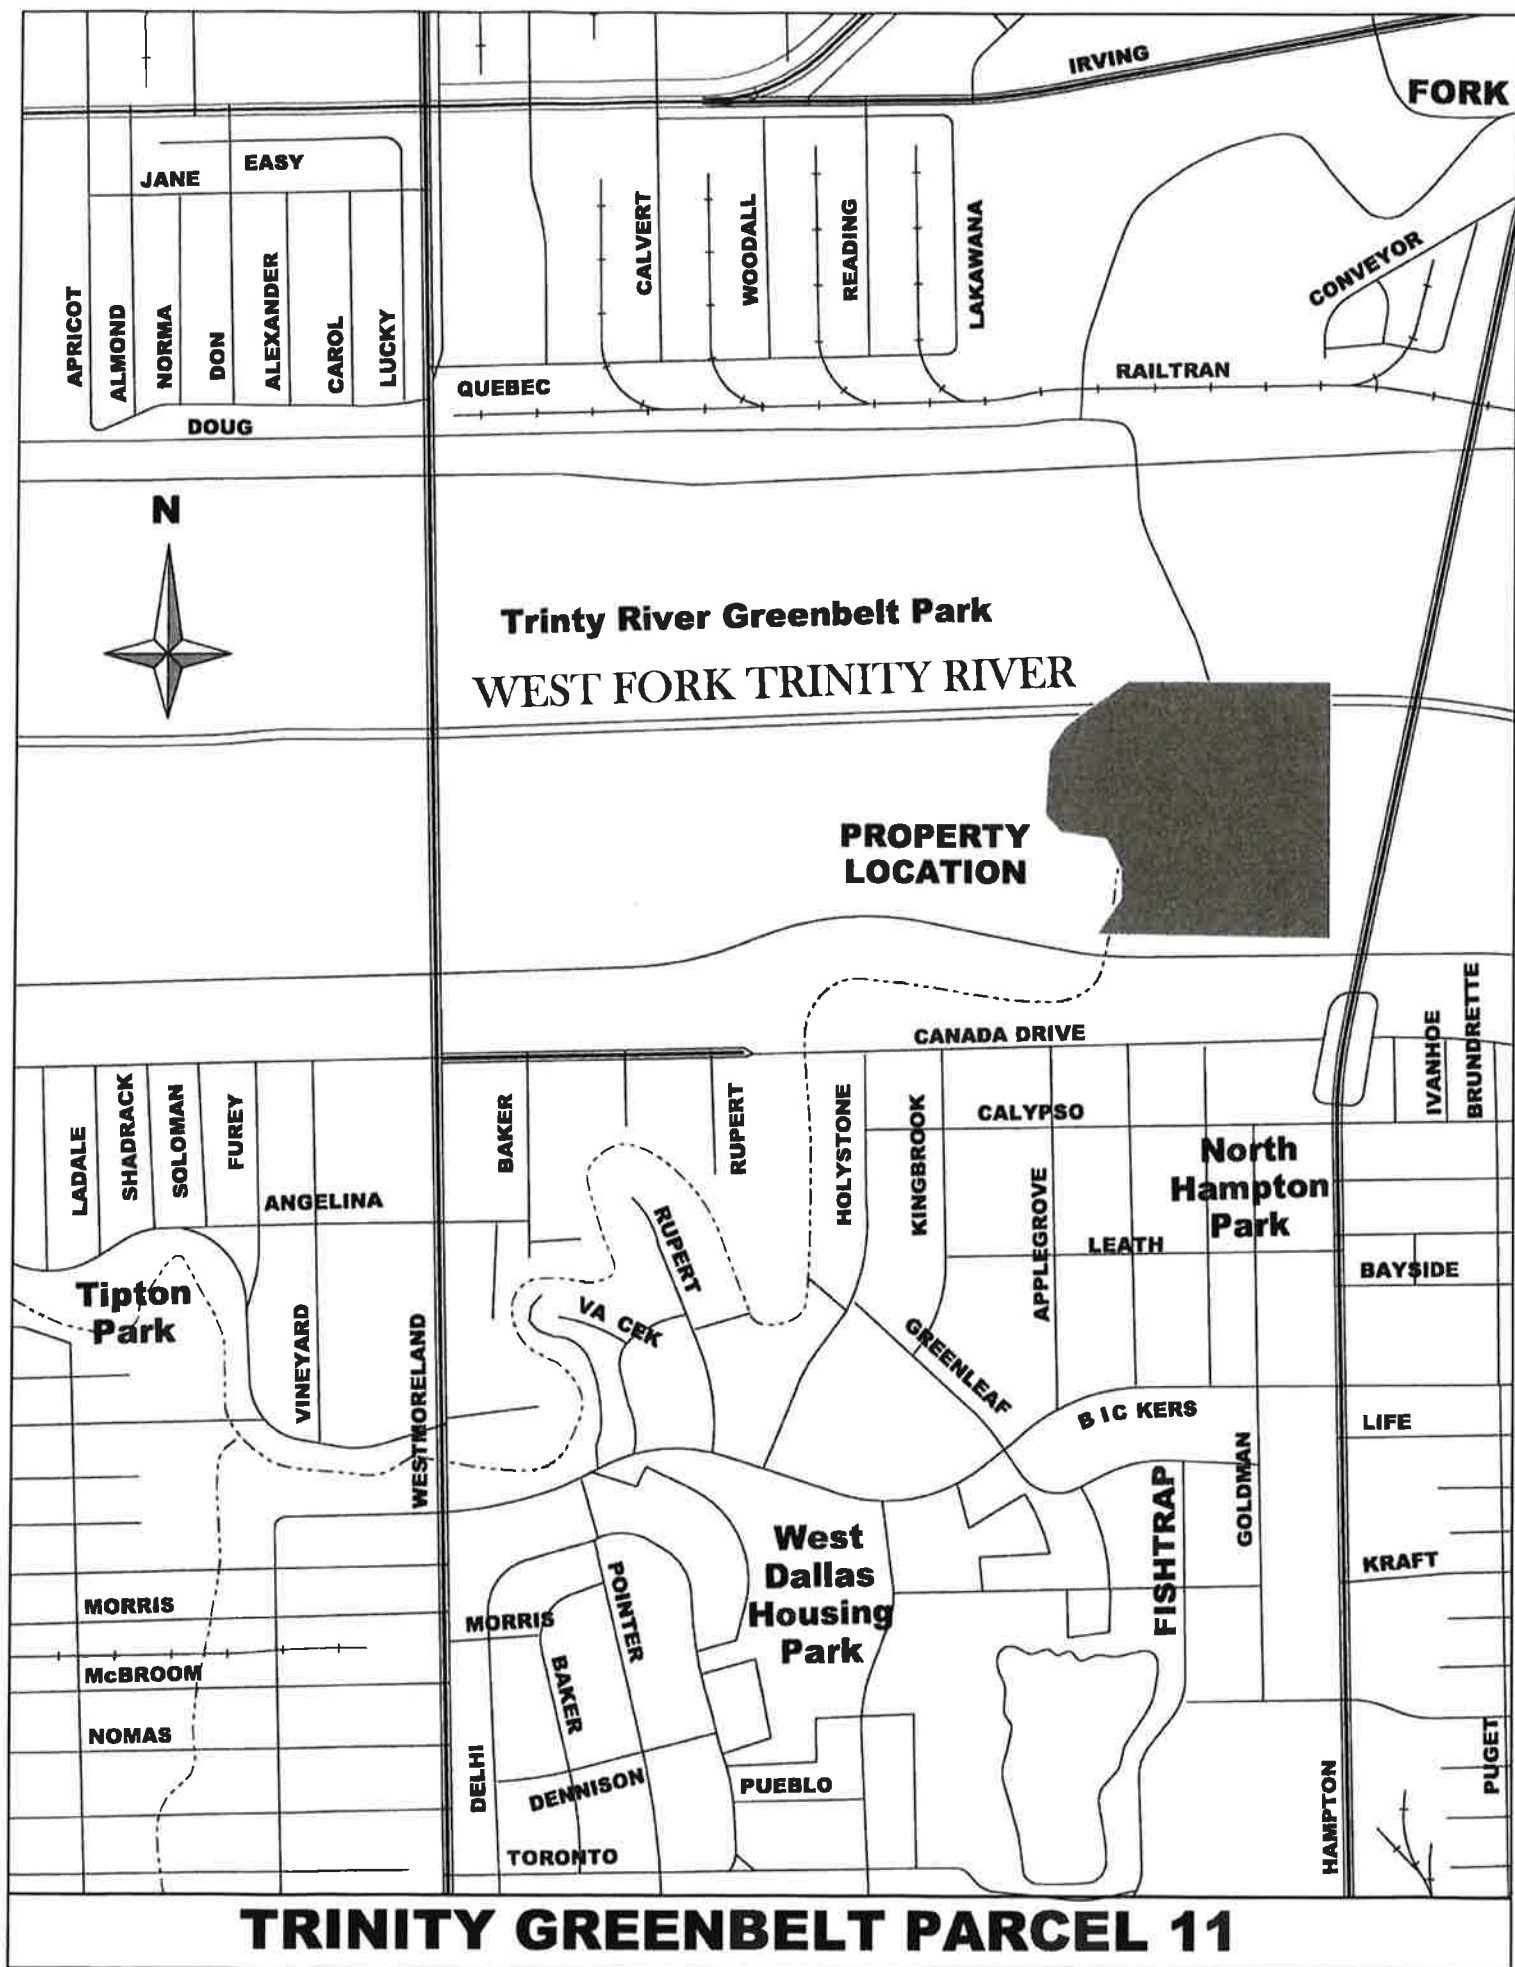 IRVING
FORK
EASY
JANE
APRICOT
ALMOND
NORMA
DON
ALEXANDER
CAROL
LUCKY
CALVERT
WOODALL
READING
LAKAWANA
CONVEYOR
QUEBEC
RAILTRAN
DOUG
N
Trinty River Greenbelt Park
WEST FORK TRINITY RIVER
PROPERTY
LOCATION
CANADA DRIVE
IVANHOE
BRUNDRETTE
LADALE
SHADRACK
SOLOMAN
FUREY
BAKER
RUPERT
HOLYSTONE
KINGBROOK
CALYPSO
North
Hampton
Park
ANGELINA
RUPERT
APPLEGROVE
LEATH
BAYSIDE
Tipton
Park
VINEYARD
WESTMORELAND
VA CEK
GREENLEAF
BIC KERS
LIFE
GOLDMAN
FISHTRAP
West
Dallas
Housing
Park
KRAFT
MORRIS
MORRIS
POINTER
McBROOM
BAKER
NOMAS
DELHI
DENNISON
PUEBLO
HAMPTON
PUGET
TORONTO
TRINITY GREENBELT PARCEL 11